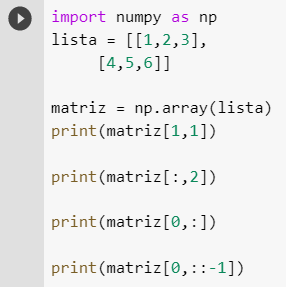 import numpy as np
lista = [[1,2,3],
[4,5,6]]
matriz = np.array(lista)
print(matriz[1,1])
print(matriz[:,2])
print(matriz[0,:])
print(matriz[0,::-1])